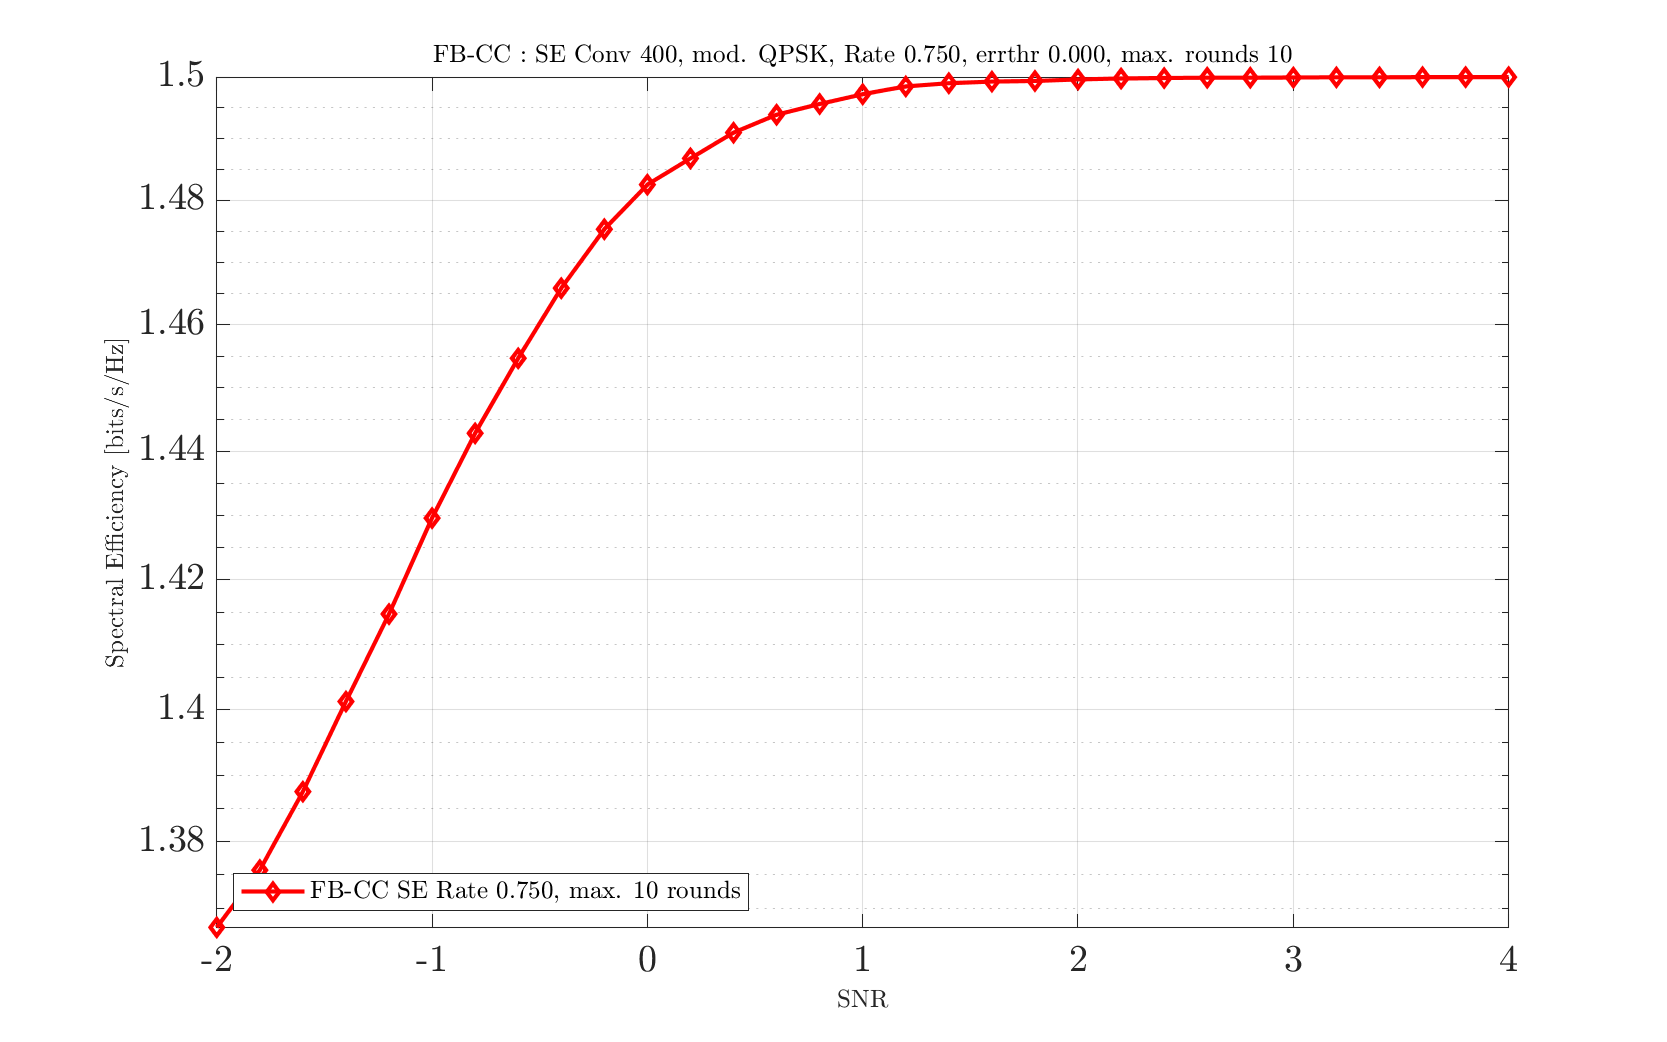 FB-CC : SE Conv 400, mod. QPSK, Rate 0.750, errthr 0.000, max. rounds 10
1.5
1.48
1.46
1.44
1.42
1.4
1.38
Spectral Efficiency [bits/s/Hz]
FB-CC SE Rate 0.750, max. 10 rounds
-2 -1 0 1 2 3 4
SNR